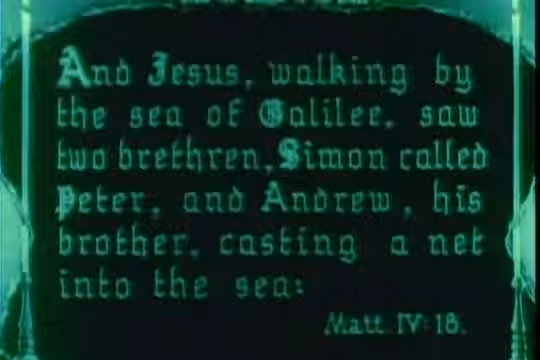 And Jesus, walking by
the sea of Galilee, saw
two brethren, Simon called
Peter, and Andrew, his
brother, casting a net
into the sea:
Matt. IV: 18.